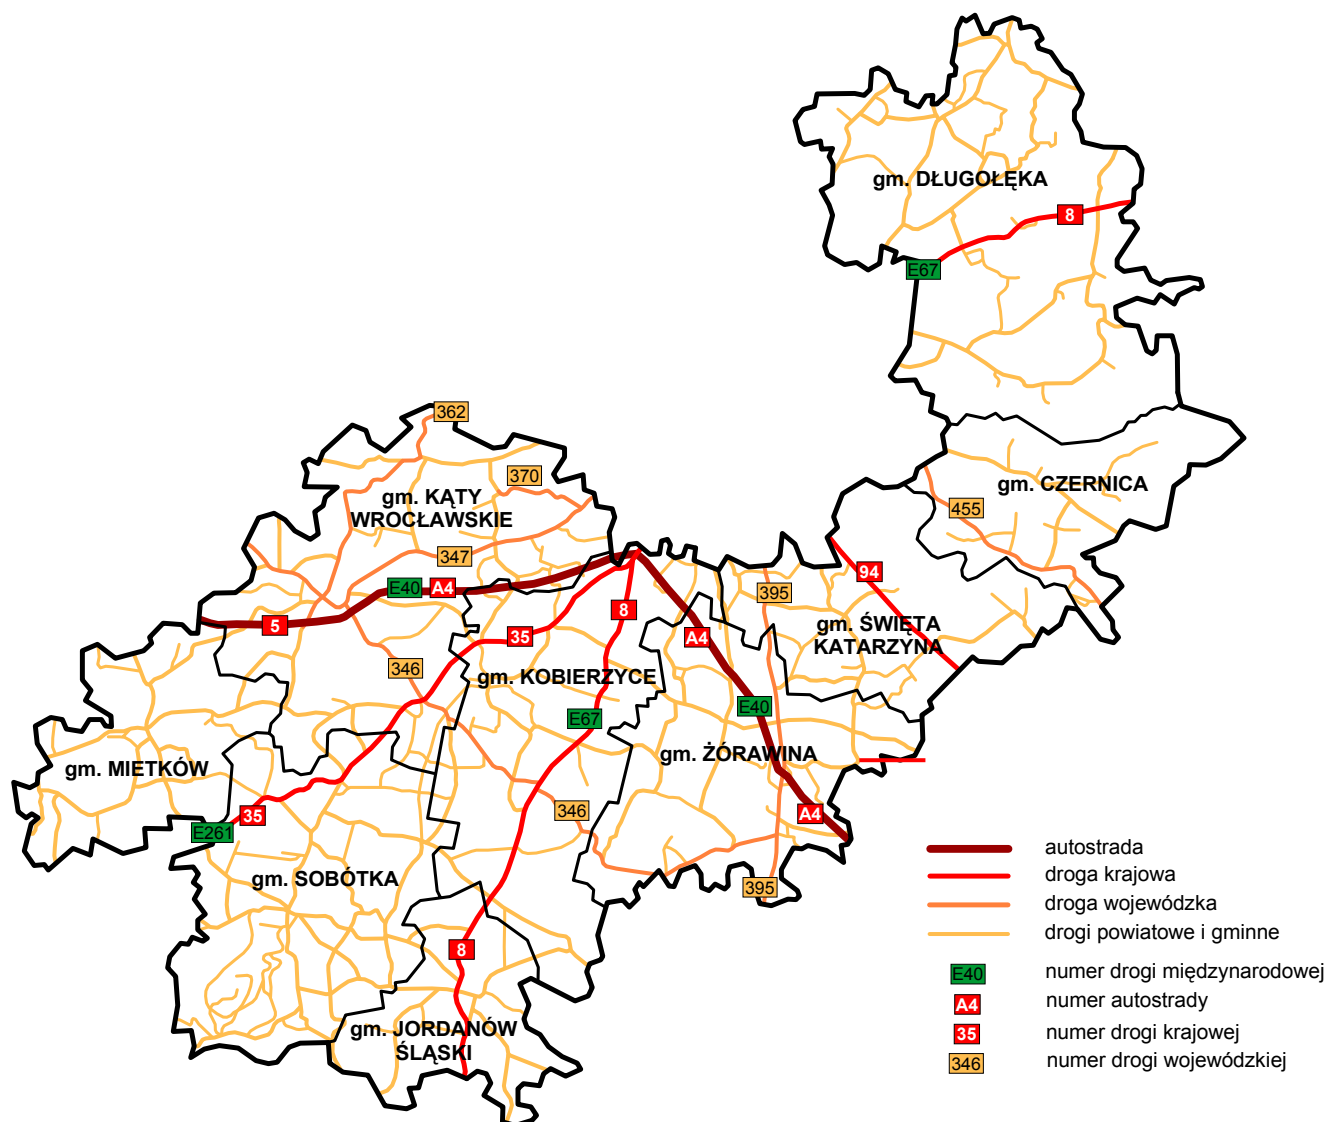 gm. DŁUGOŁĘKA
8
E67
362
gm. CZERNICA
370
gm. KĄTY
WROCŁAWSKIE
455
347
94
E40
A4
395
8
5
gm. ŚWIĘTA
KATARZYNA
35
A4
346
gm. KOBIERZYCE
E40
E67
gm. ŻÓRAWINA
gm. MIETKÓW
346
A4
35
E261
gm. SOBÓTKA
395
8
gm. JORDANÓW
ŚLĄSKI
autostrada
droga krajowa
droga wojewódzka
drogi powiatowe i gminne
E40 numer drogi międzynarodowej
A4 numer autostrady
35 numer drogi krajowej
346 numer drogi wojewódzkiej